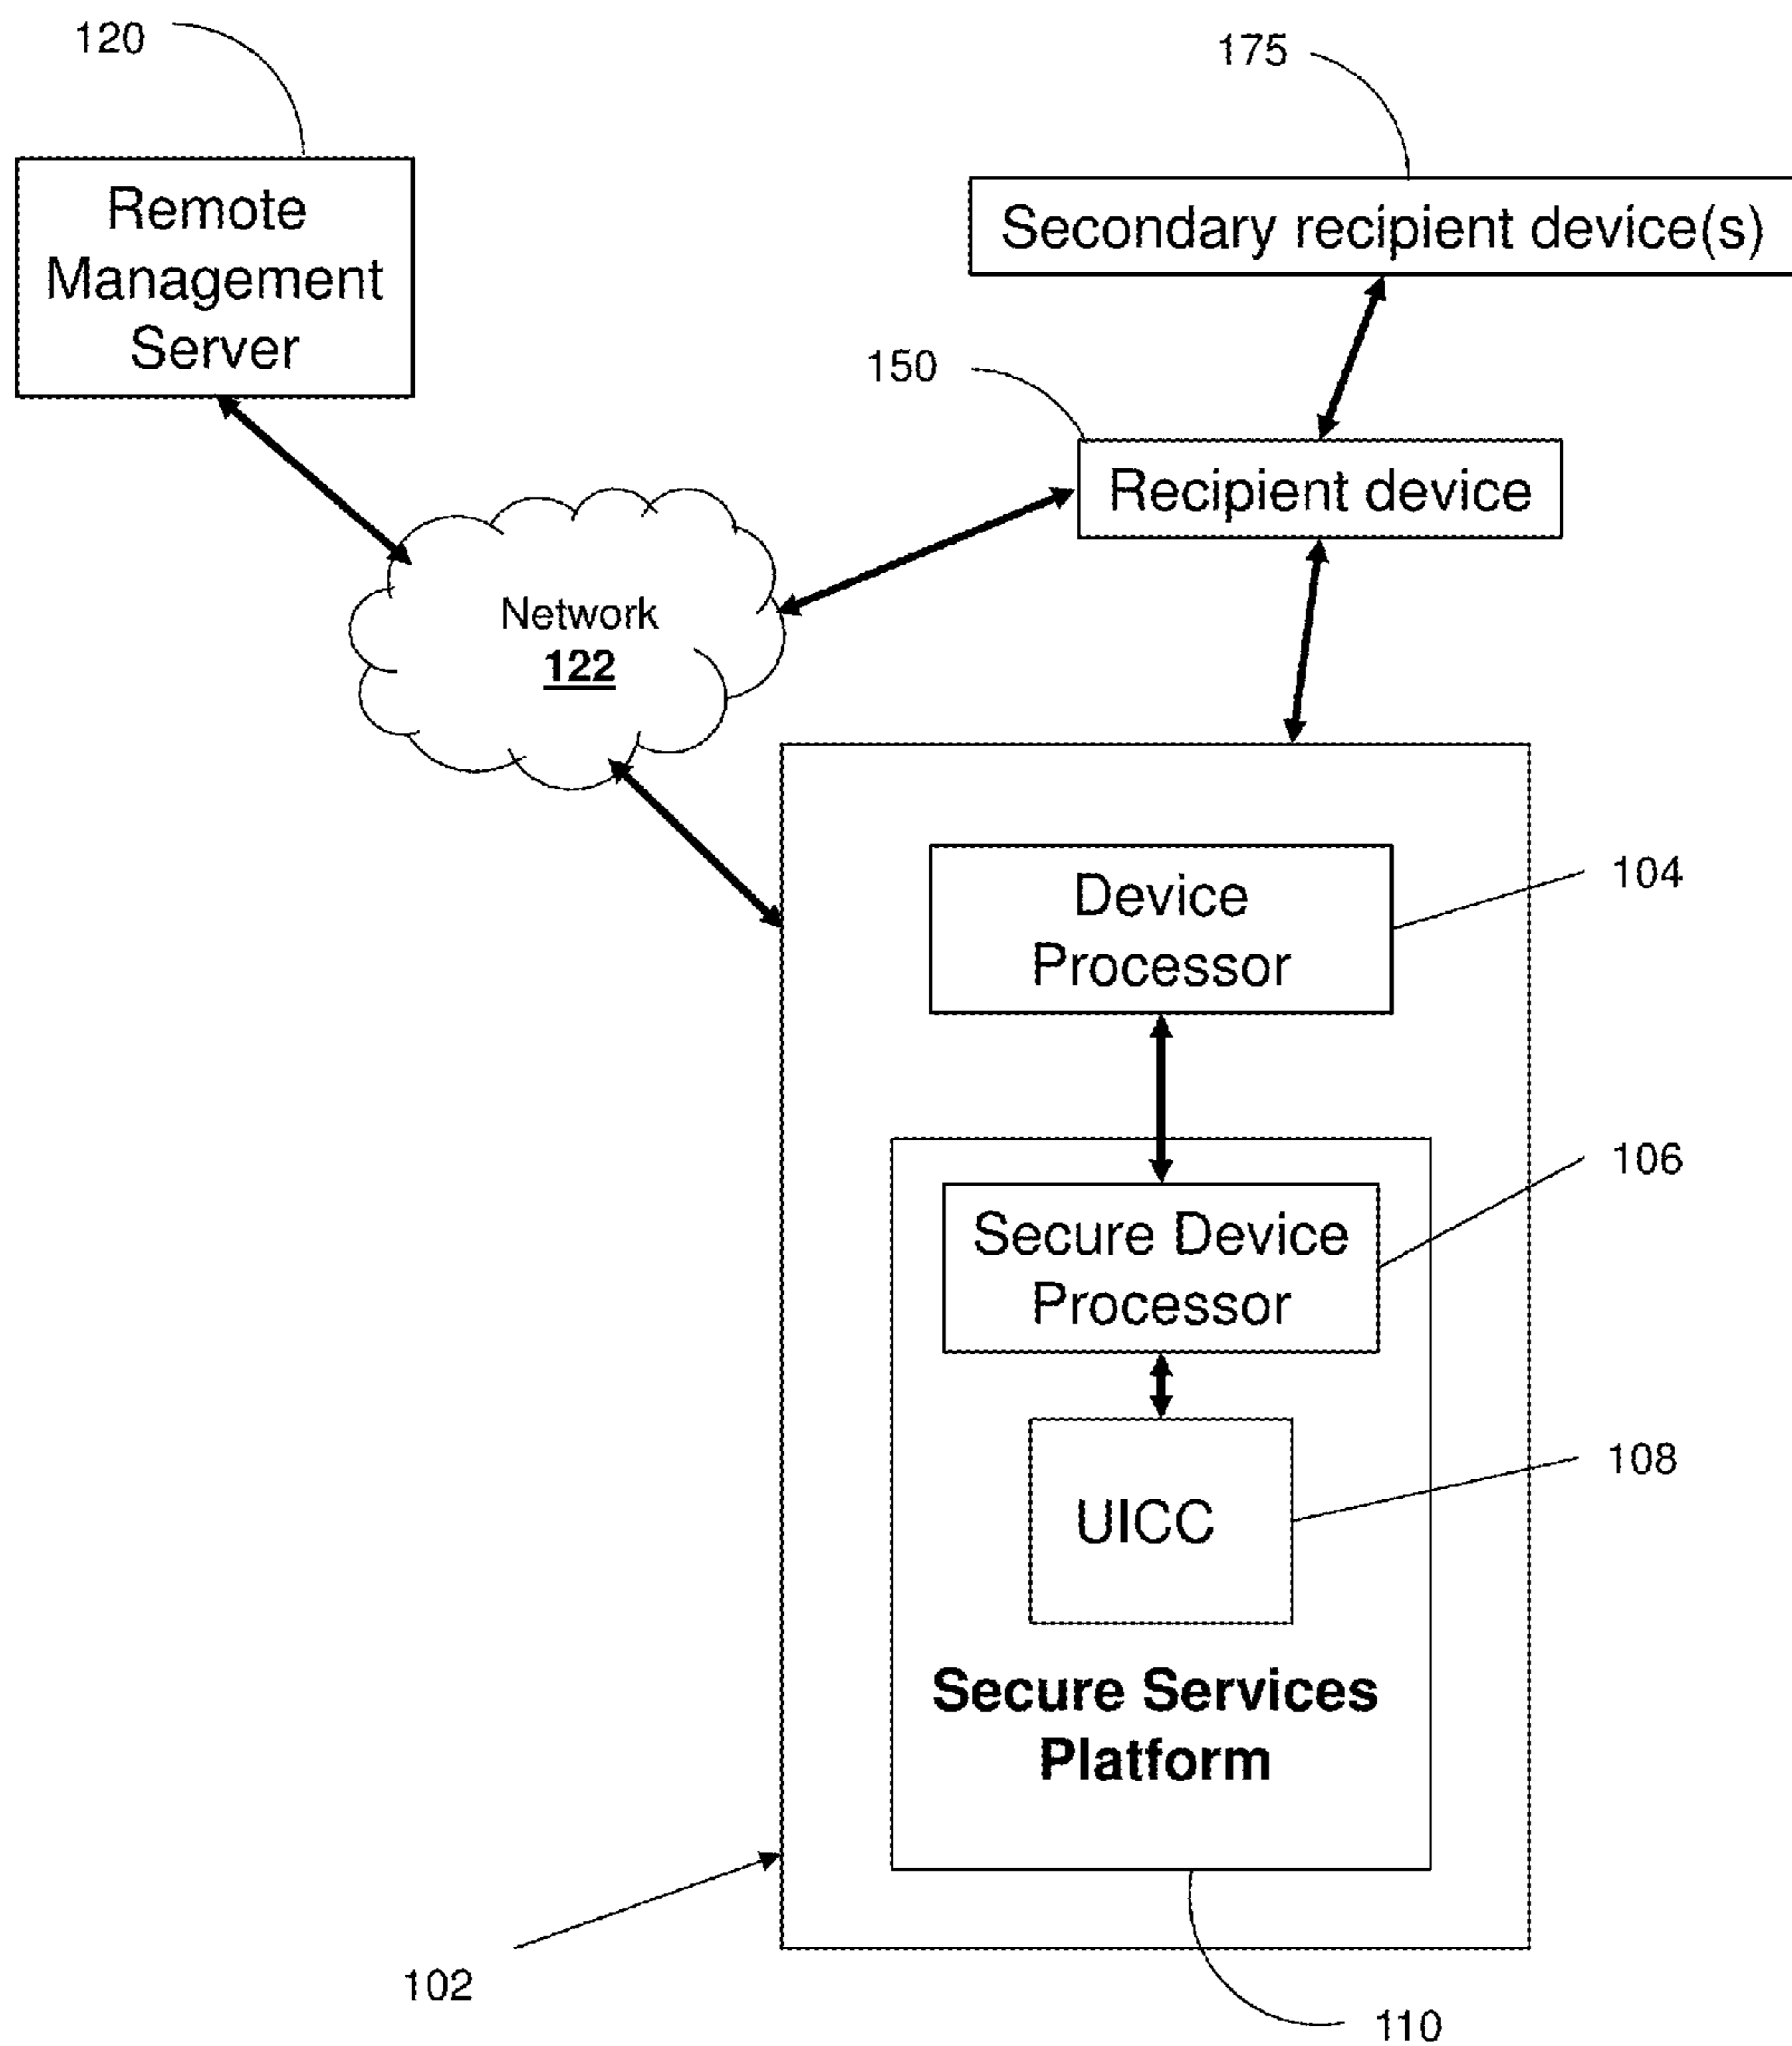 120
175
Remote
Management
Server
Secondary recipient device(s)
150
Recipient device
Network
122
Device
Processor
104
Secure Device
Processor
106
UICC
108
Secure Services
Platform
102
110